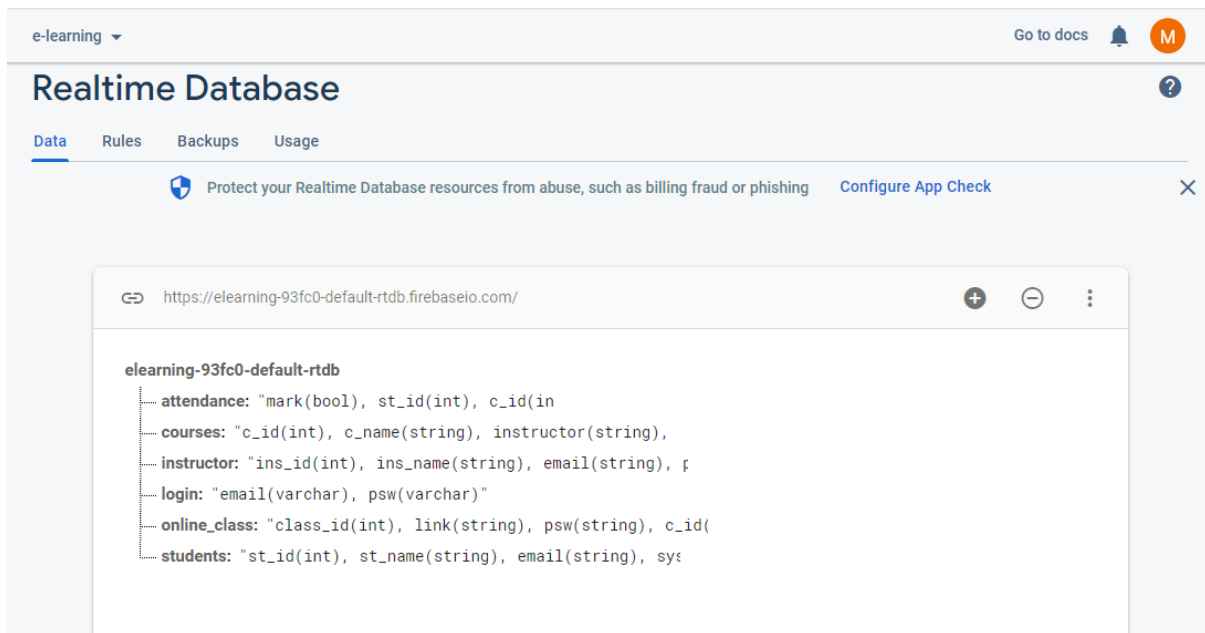 e-learning Go to docs M
Realtime Database ?
Data Rules Backups Usage
Protect your Realtime Database resources from abuse, such as billing fraud or phishing Configure App Check
https://elearning-93fc0-default-rtdb.firebaseio.com/
elearning-93fc0-default-rtdb
attendance: "mark(bool), st_id(int), c_id(in
courses: "c_id(int), c_name(string), instructor(string),
instructor: "ins_id(int), ins_name(string), email(string),
login: "email(varchar), psw(varchar)"
online_class: "class_id(int), link(string), psw(string), c_id(
students: "st_id(int), st_name(string), email(string),